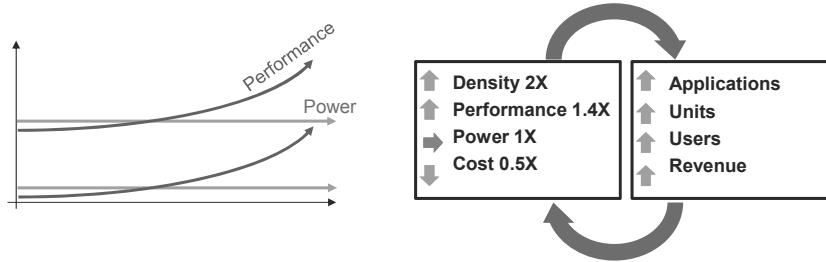 Performance
Power
Density 2X
Performance 1.4X
Power 1X
Cost 0.5X
Applications
Units
Users
Revenue